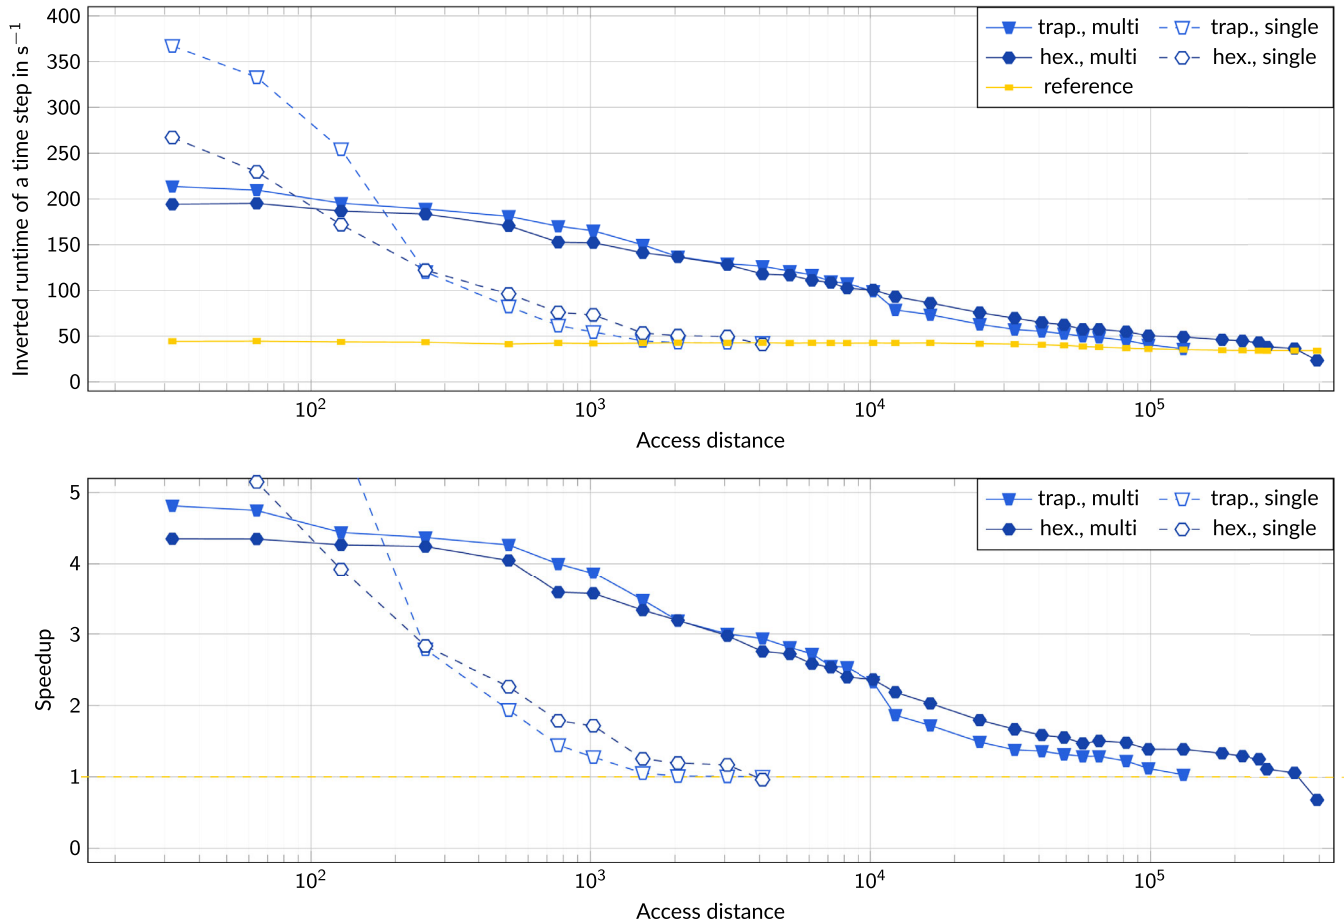 400
350
300
250
200
150
100
50
0
Inverted runtime of a time step in s⁻¹
trap., multi trap., single
hex., multi hex., single
reference
10² 10³ 10⁴ 10⁵
Access distance
5
4
3
2
1
0
Speedup
trap., multi trap., single
hex., multi hex., single
10² 10³ 10⁴ 10⁵
Access distance